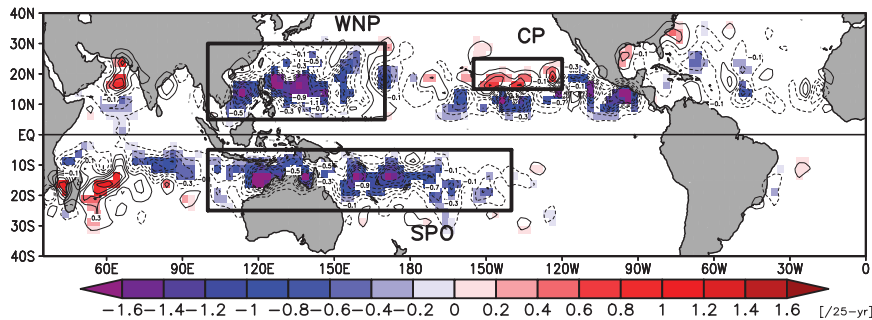 WNP
CP
SPO
40N
30N
20N
10N
EQ
10S
20S
30S
40S
60E 90E 120E 150E 180 150W 120W 90W 60W 30W 0
−1.6 −1.4 −1.2 −1 −0.8 −0.6 −0.4 −0.2 0 0.2 0.4 0.6 0.8 1 1.2 1.4 1.6 [/25-yr]